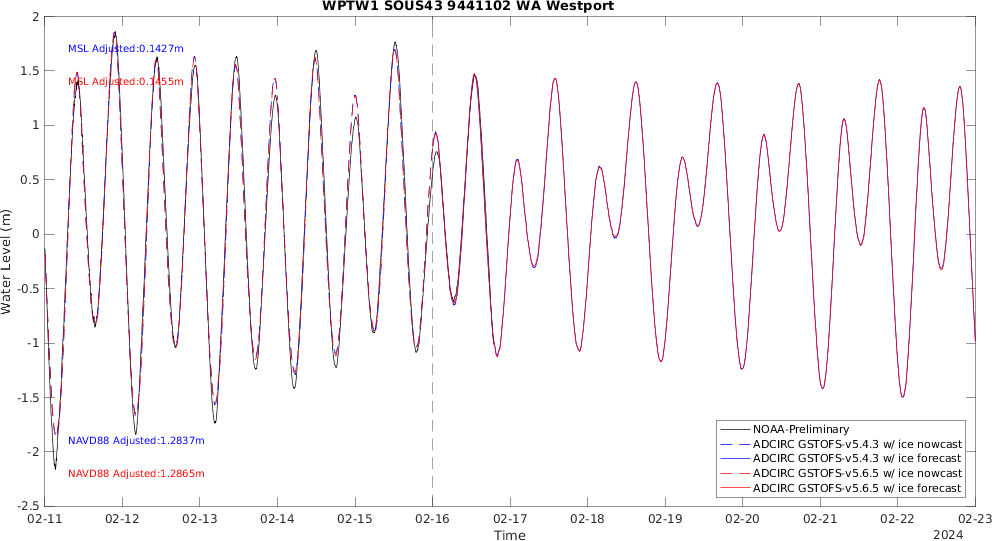 WPTW1 SOUS43 9441102 WA Westport
2
1.5
1
0.5
0
-0.5
-1
-1.5
-2
-2.5
Water Level (m)
MSL Adjusted:0.1427m
MSL Adjusted:0.1455m
NAVD88 Adjusted:1.2837m
NAVD88 Adjusted:1.2865m
NOAA-Preliminary
ADCIRC GSTOFS-v5.4.3 w/ ice nowcast
ADCIRC GSTOFS-v5.4.3 w/ ice forecast
ADCIRC GSTOFS-v5.6.5 w/ ice nowcast
ADCIRC GSTOFS-v5.6.5 w/ ice forecast
02-11 02-12 02-13 02-14 02-15 02-16 02-17 02-18 02-19 02-20 02-21 02-22 02-23
Time
2024